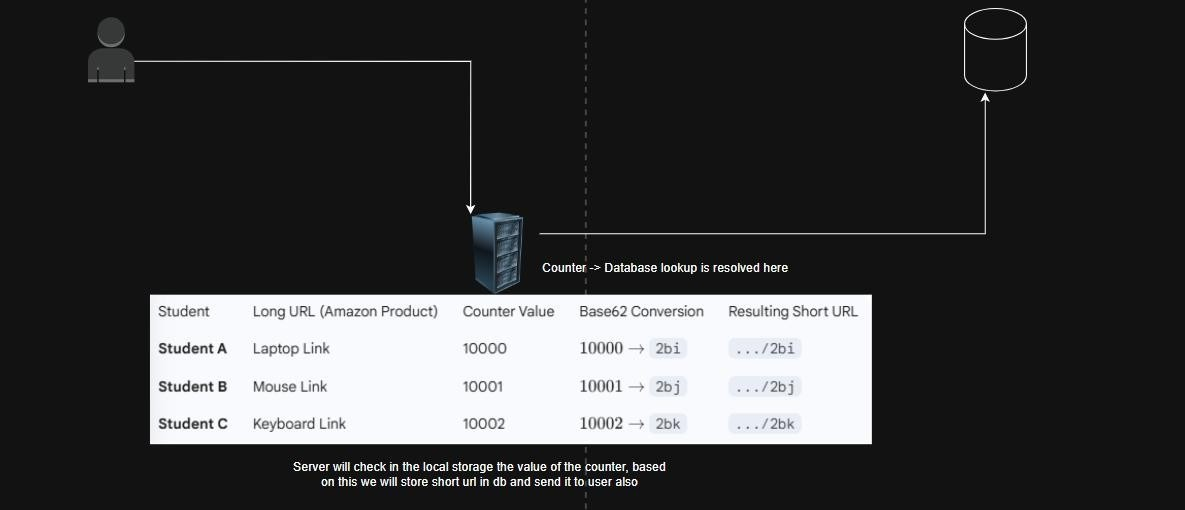 Counter -> Database lookup is resolved here
Student Long URL (Amazon Product) Counter Value Base62 Conversion Resulting Short URL
Student A Laptop Link 10000 10000 → 2bi .../2bi
Student B Mouse Link 10001 10001 → 2bj .../2bj
Student C Keyboard Link 10002 10002 → 2bk .../2bk
Server will check in the local storage the value of the counter, based
on this we will store short url in db and send it to user also